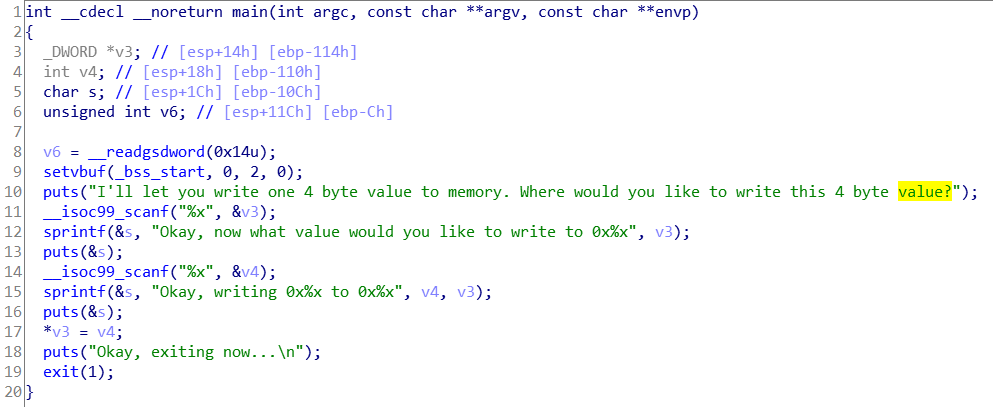 1 int __cdecl __noreturn main(int argc, const char **argv, const char **envp)
2 {
3   _DWORD *v3; // [esp+14h] [ebp-114h]
4   int v4; // [esp+18h] [ebp-110h]
5   char s; // [esp+1Ch] [ebp-10Ch]
6   unsigned int v6; // [esp+11Ch] [ebp-Ch]
7
8   v6 = __readgsdword(0x14u);
9   setvbuf(_bss_start, 0, 2, 0);
10   puts("I'll let you write one 4 byte value to memory. Where would you like to write this 4 byte value?");
11   __isoc99_scanf("%x", &v3);
12   sprintf(&s, "Okay, now what value would you like to write to 0x%x", v3);
13   puts(&s);
14   __isoc99_scanf("%x", &v4);
15   sprintf(&s, "Okay, writing 0x%x to 0x%x", v4, v3);
16   puts(&s);
17   *v3 = v4;
18   puts("Okay, exiting now...\n");
19   exit(1);
20 }